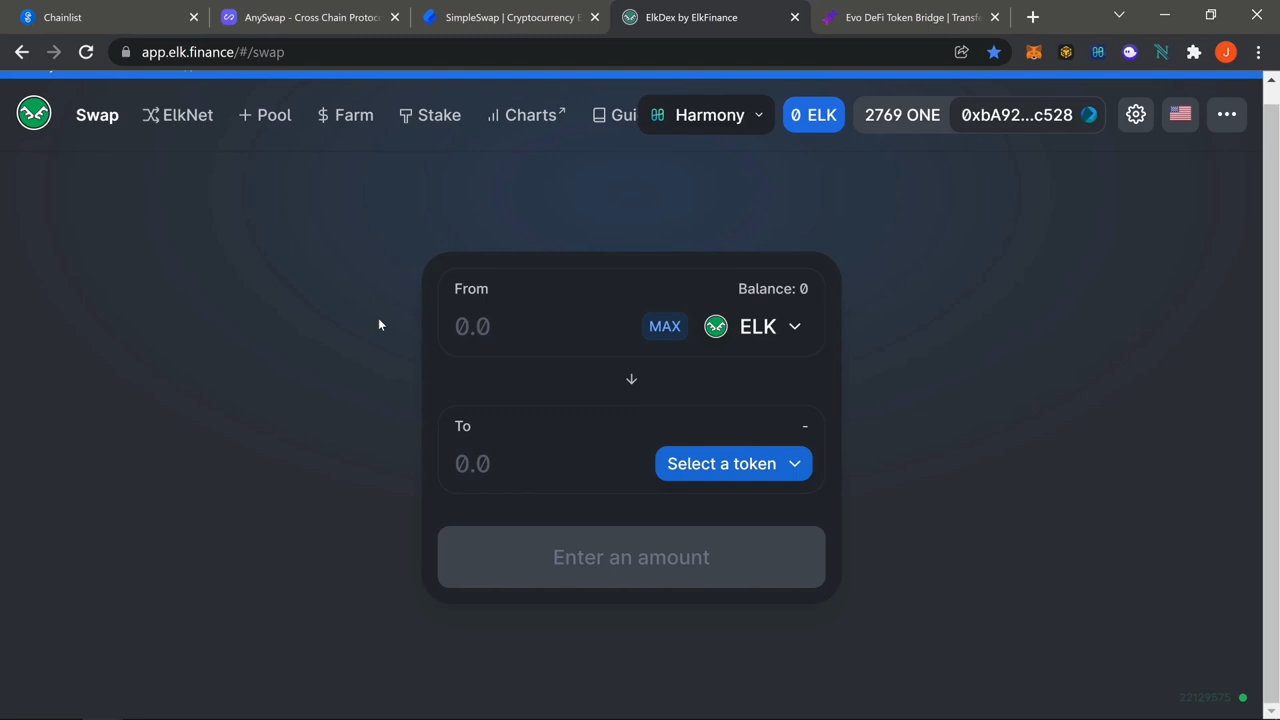 Chainlist
AnySwap - Cross Chain Protoc
SimpleSwap | Cryptocurrency E
ElkDex by ElkFinance
Evo DeFi Token Bridge | Transf
app.elk.finance/#/swap
J
Swap
ElkNet
+ Pool
$ Farm
Stake
Charts↗
Gui
Harmony
0 ELK
2769 ONE
0xbA92...c528
From
Balance: 0
0.0
MAX
ELK
To
-
0.0
Select a token
Enter an amount
22129575